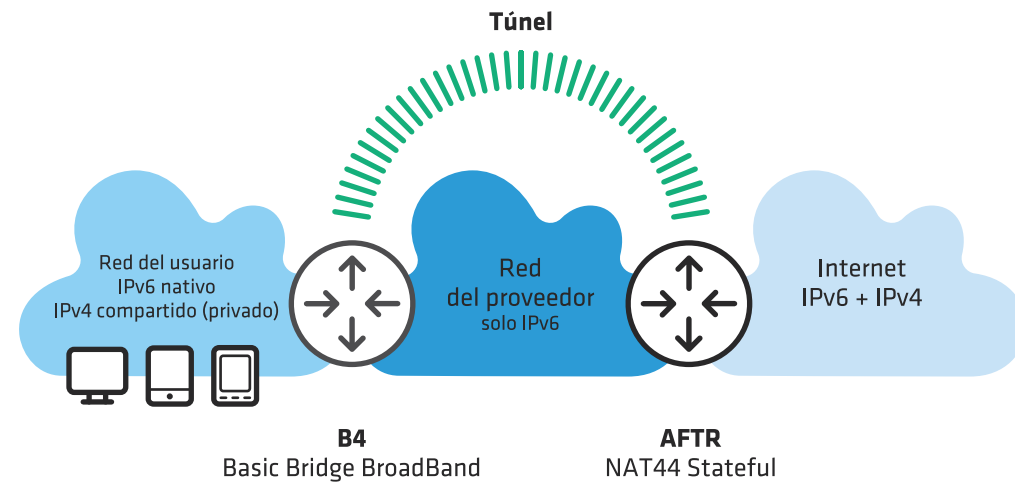 Túnel
Red del usuario
IPv6 nativo
IPv4 compartido (privado)
Red
del proveedor
solo IPv6
Internet
IPv6 + IPv4
B4
Basic Bridge BroadBand
AFTR
NAT44 Stateful